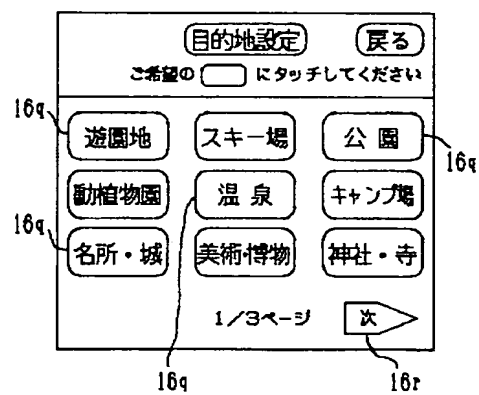 目的地設定 戻る
ご希望の にタッチしてください
16q 遊園地 スキー場 公園 16q
動植物園 温泉 キャンプ場
16q 名所・城 美術・博物 神社・寺
1/3ページ 次
16q 16r